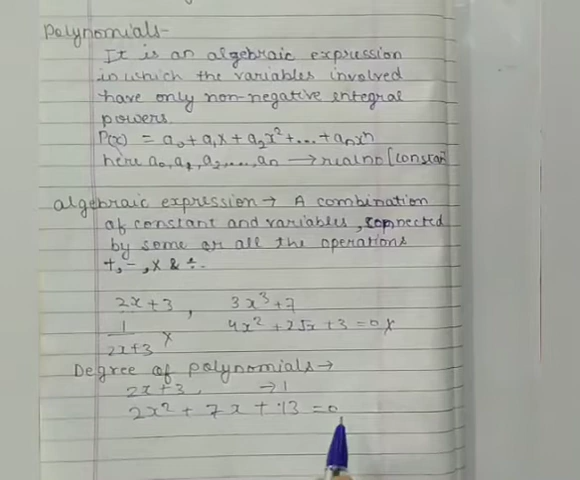 Polynomials-
It is an algebraic expression
in which the variables involved
have only non-negative integral
powers.
P(x) = a₀+a₁x+a₂x²+...+aₙxⁿ
here a₀,a₁,a₂,...,aₙ → real no [constan
algebraic expression → A combination
of constant and variables, connected
by some or all the operations
+,-,x & ÷.
2x+3, 3x³+7
1/(2x+3) x 4x²+25x+3=0 x
Degree of polynomials→
2x+3, →1
2x²+7x+13=0